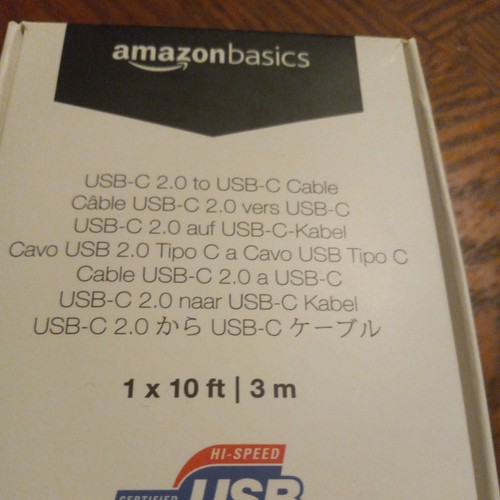 amazonbasics
USB-C 2.0 to USB-C Cable
Câble USB-C 2.0 vers USB-C
USB-C 2.0 auf USB-C-Kabel
Cavo USB 2.0 Tipo C a Cavo USB Tipo C
Cable USB-C 2.0 a USB-C
USB-C 2.0 naar USB-C Kabel
USB-C 2.0 から USB-C ケーブル
1 x 10 ft | 3 m
HI-SPEED
CERTIFIED USB